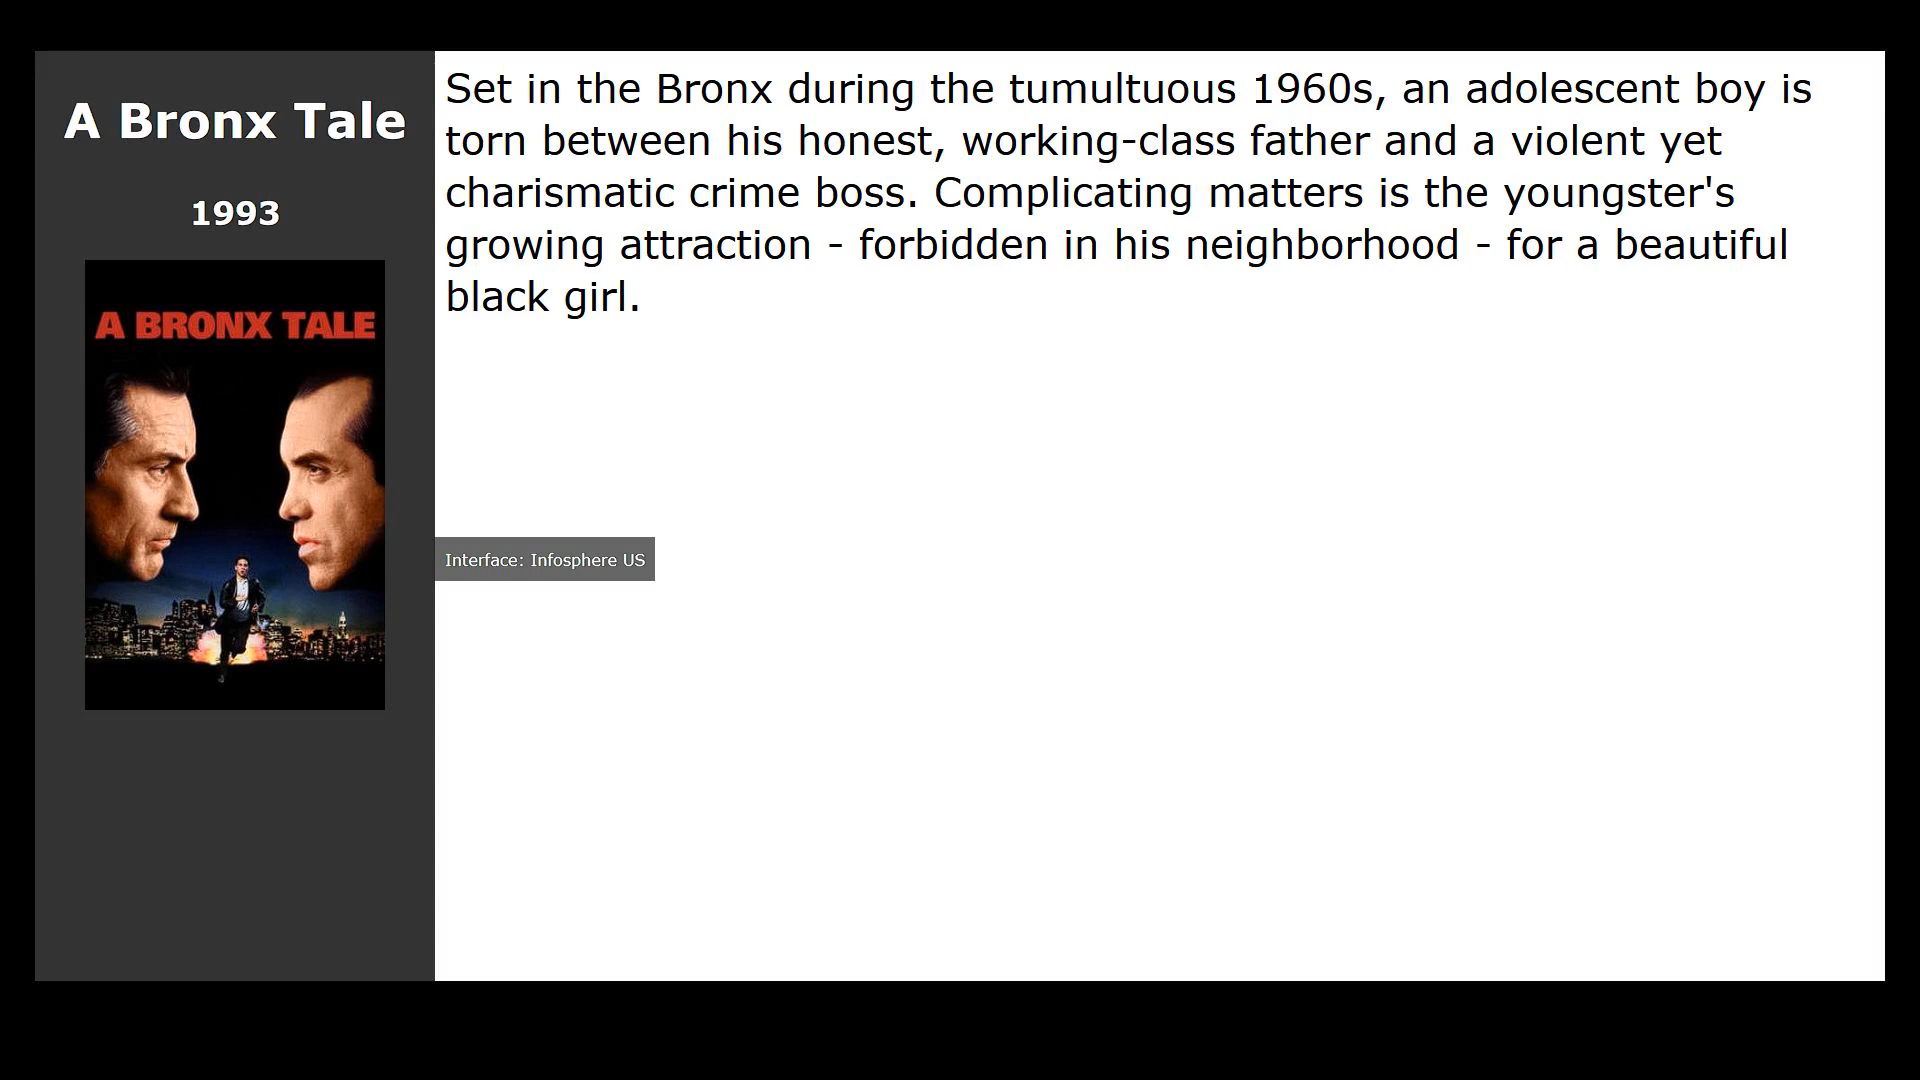 A Bronx Tale
1993
A BRONX TALE
Set in the Bronx during the tumultuous 1960s, an adolescent boy is
torn between his honest, working-class father and a violent yet
charismatic crime boss. Complicating matters is the youngster's
growing attraction - forbidden in his neighborhood - for a beautiful
black girl.
Interface: Infosphere US